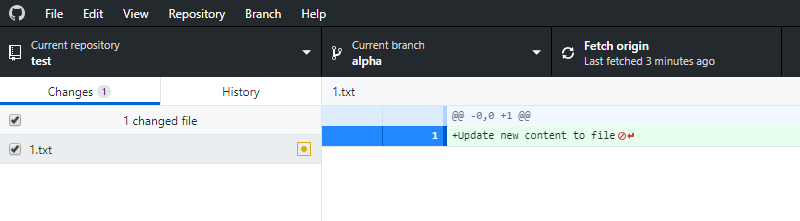 File Edit View Repository Branch Help
Current repository
test
Current branch
alpha
Fetch origin
Last fetched 3 minutes ago
Changes 1
History
1.txt
1 changed file
@@ -0,0 +1 @@
1 +Update new content to file
1.txt